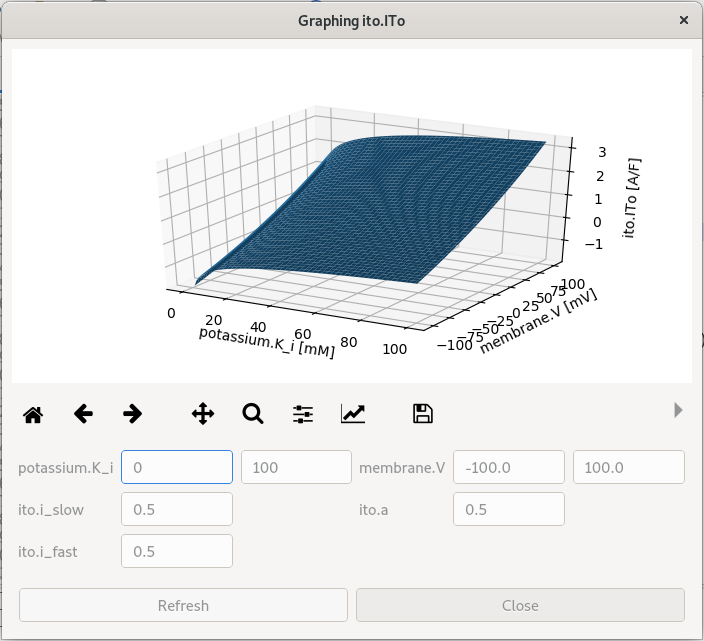 Graphing ito.ITo
×
3
2
1
0
−1
ito.ITo [A/F]
0
20
40
60
80
100
potassium.K_i [mM]
−100
−75
−50
−25
0
25
50
75
100
membrane.V [mV]
potassium.K_i 0 100 membrane.V -100.0 100.0
ito.i_slow 0.5 ito.a 0.5
ito.i_fast 0.5
Refresh Close